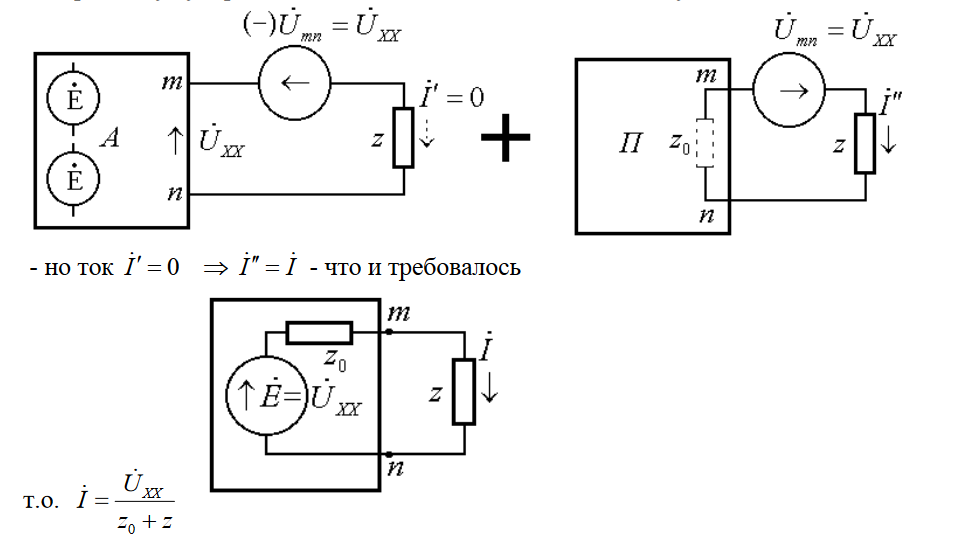 (−)U̇mn = U̇XX
U̇mn = U̇XX
m
Ė
A
U̇XX
Ė
n
z
İ′ = 0
+
m
П
z0
n
z
İ″
- но ток İ′ = 0 ⇒ İ″ = İ - что и требовалось
m
z0
Ė = U̇XX
z
İ
n
т.о. İ = U̇XX / (z0 + z)